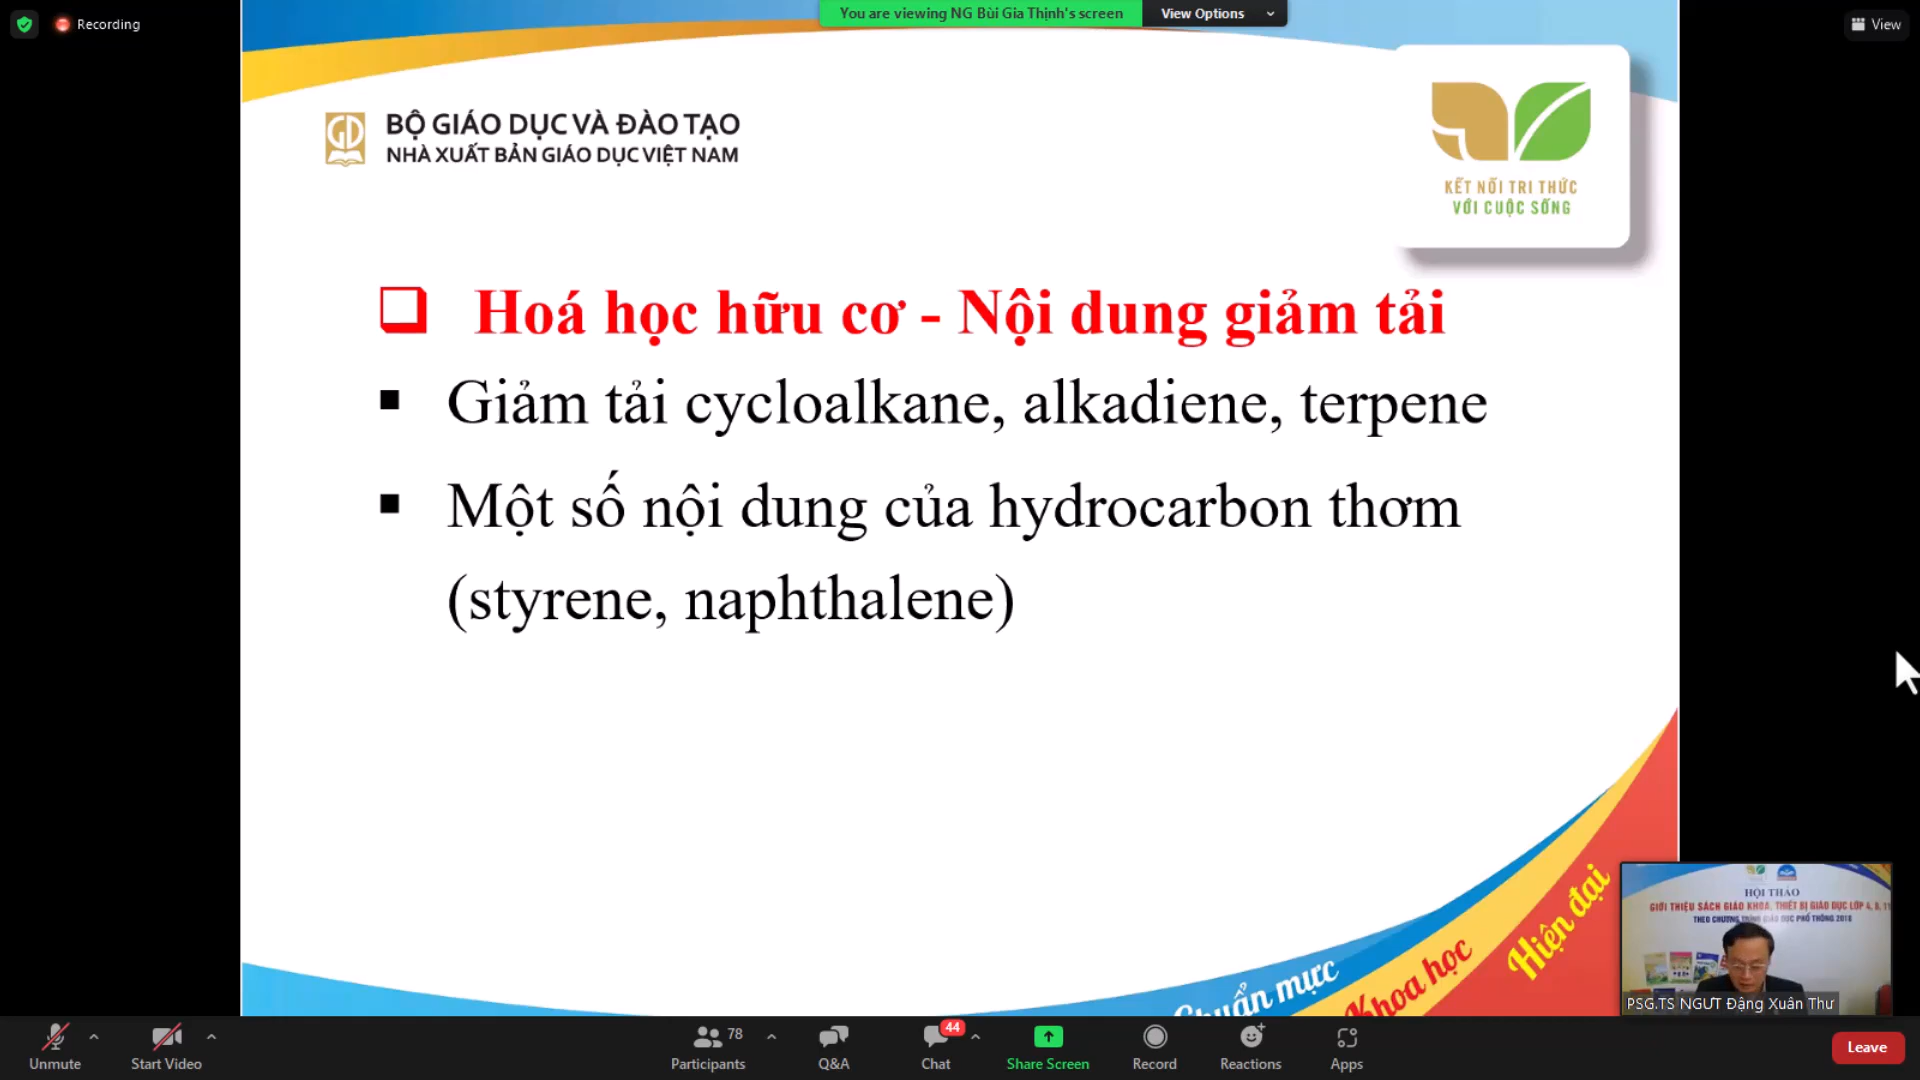 Recording
You are viewing NG Bùi Gia Thịnh's screen
View Options
View
BỘ GIÁO DỤC VÀ ĐÀO TẠO
NHÀ XUẤT BẢN GIÁO DỤC VIỆT NAM
KẾT NỐI TRI THỨC
VỚI CUỘC SỐNG
Hoá học hữu cơ - Nội dung giảm tải
Giảm tải cycloalkane, alkadiene, terpene
Một số nội dung của hydrocarbon thơm
(styrene, naphthalene)
Chuẩn mực
Khoa học
Hiện đại
HỘI THẢO
GIỚI THIỆU SÁCH GIÁO KHOA, THIẾT BỊ GIÁO DỤC LỚP 4, 8, 11
THEO CHƯƠNG TRÌNH GIÁO DỤC PHỔ THÔNG 2018
PSG.TS NGƯT Đặng Xuân Thư
Unmute
Start Video
78
Participants
Q&A
44
Chat
Share Screen
Record
Reactions
Apps
Leave